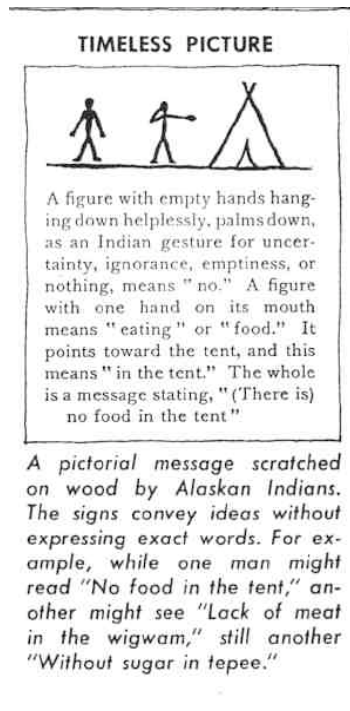 TIMELESS PICTURE
A figure with empty hands hang-
ing down helplessly, palms down,
as an Indian gesture for uncer-
tainty, ignorance, emptiness, or
nothing, means " no." A figure
with one hand on its mouth
means " eating " or " food." It
points toward the tent, and this
means " in the tent." The whole
is a message stating, " (There is)
no food in the tent "
A pictorial message scratched
on wood by Alaskan Indians.
The signs convey ideas without
expressing exact words. For ex-
ample, while one man might
read "No food in the tent," an-
other might see "Lack of meat
in the wigwam," still another
"Without sugar in tepee."